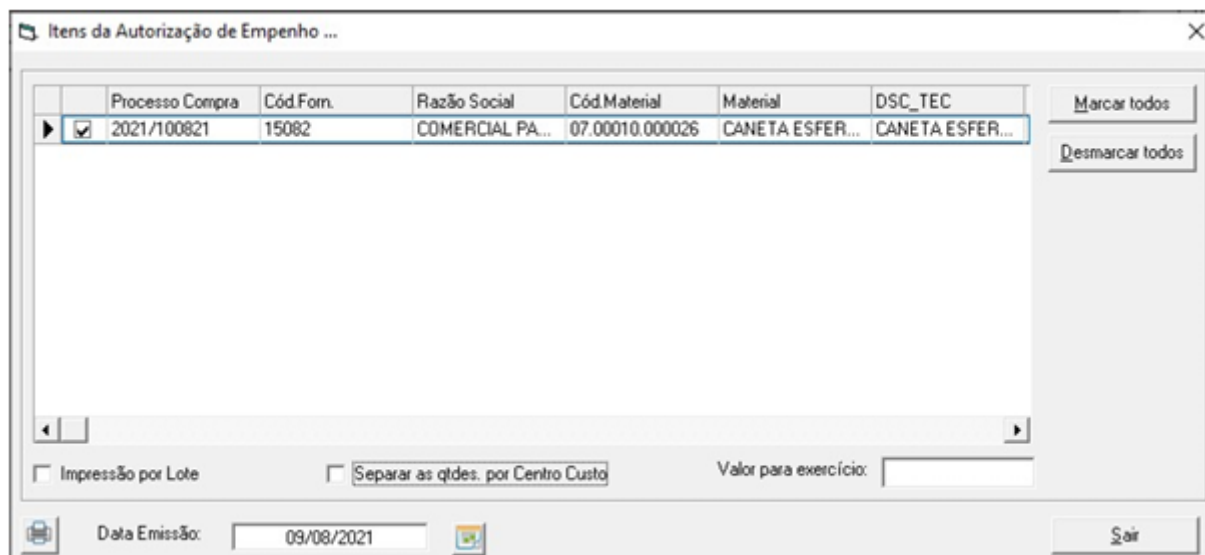 Itens da Autorização de Empenho ...
Processo Compra Cód.Forn. Razão Social Cód.Material Material DSC_TEC
2021/100821 15082 COMERCIAL PA... 07.00010.000026 CANETA ESFER... CANETA ESFER...
Marcar todos
Desmarcar todos
Impressão por Lote Separar as qtdes. por Centro Custo Valor para exercício:
Data Emissão: 09/08/2021 Sair